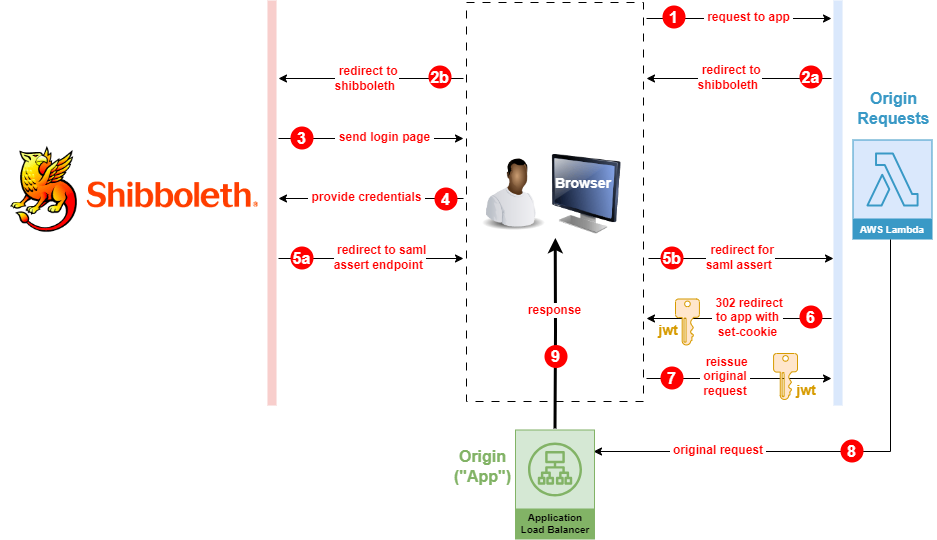 1
request to app
redirect to
shibboleth
2b
redirect to
shibboleth
2a
Origin
Requests
3
send login page
Shibboleth
Browser
provide credentials
4
AWS Lambda
5a
redirect to saml
assert endpoint
5b
redirect for
saml assert
response
jwt
302 redirect
to app with
set-cookie
6
9
7
reissue
original
request
jwt
Origin
("App")
original request
8
Application
Load Balancer